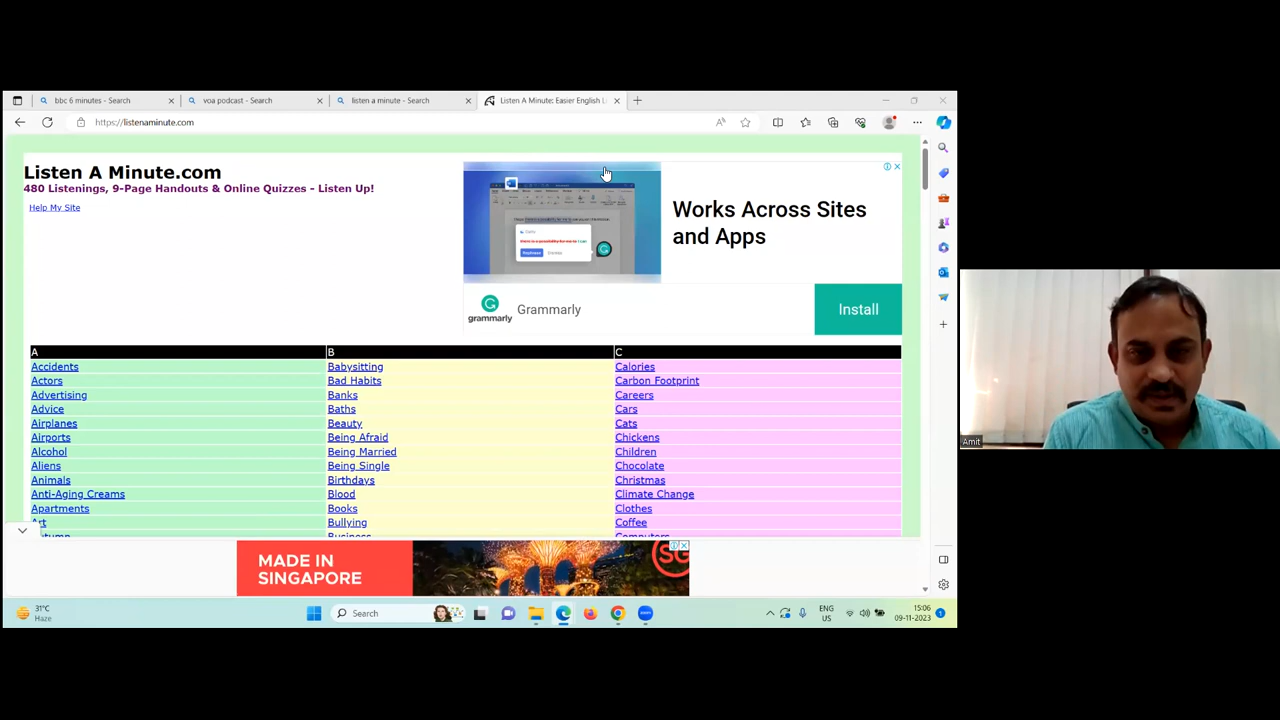 bbc 6 minutes - Search
voa podcast - Search
listen a minute - Search
Listen A Minute: Easier English L
https://listenaminute.com
Listen A Minute.com
480 Listenings, 9-Page Handouts & Online Quizzes - Listen Up!
Help My Site
Works Across Sites
and Apps
grammarly
Grammarly
Install
A
B
C
Accidents
Babysitting
Calories
Actors
Bad Habits
Carbon Footprint
Advertising
Banks
Careers
Advice
Baths
Cars
Airplanes
Beauty
Cats
Airports
Being Afraid
Chickens
Alcohol
Being Married
Children
Aliens
Being Single
Chocolate
Animals
Birthdays
Christmas
Anti-Aging Creams
Blood
Climate Change
Apartments
Books
Clothes
Art
Bullying
Coffee
Business
Computers
MADE IN
SINGAPORE
SG
Amit
31°C
Haze
Search
ENG
US
15:06
09-11-2023